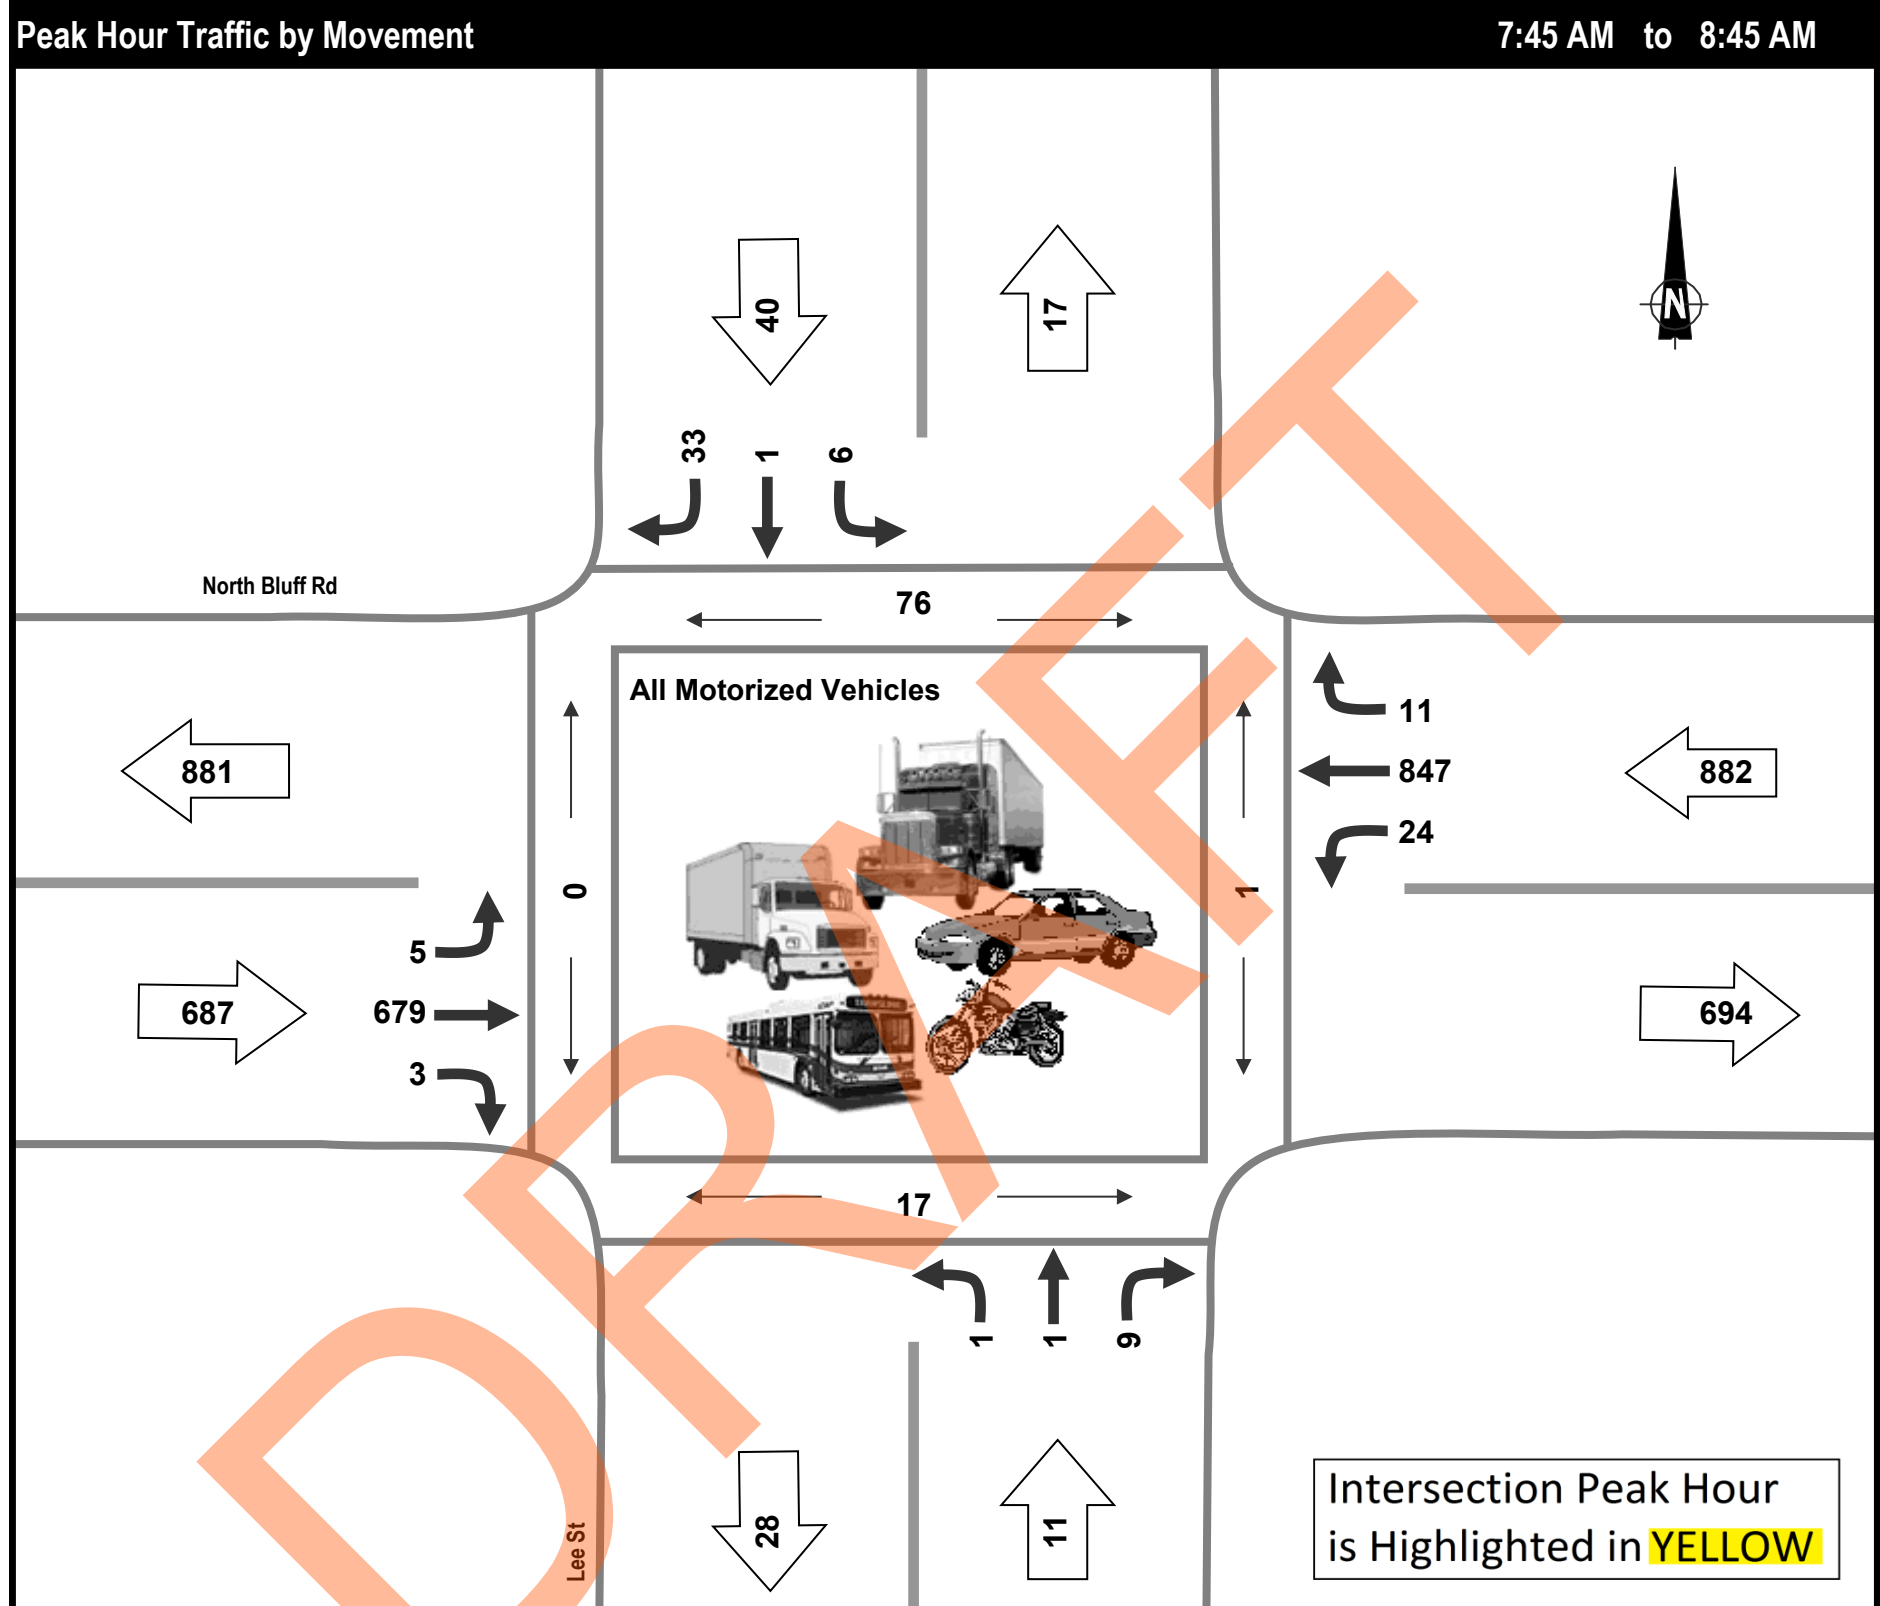 Peak Hour Traffic by Movement 7:45 AM to 8:45 AM
40
17
N
33 1 6
North Bluff Rd
76
All Motorized Vehicles
11
881
847
882
24
0
1
5
687
679
694
3
17
1 1 9
28
11
Lee St
Intersection Peak Hour
is Highlighted in YELLOW
DRAFT